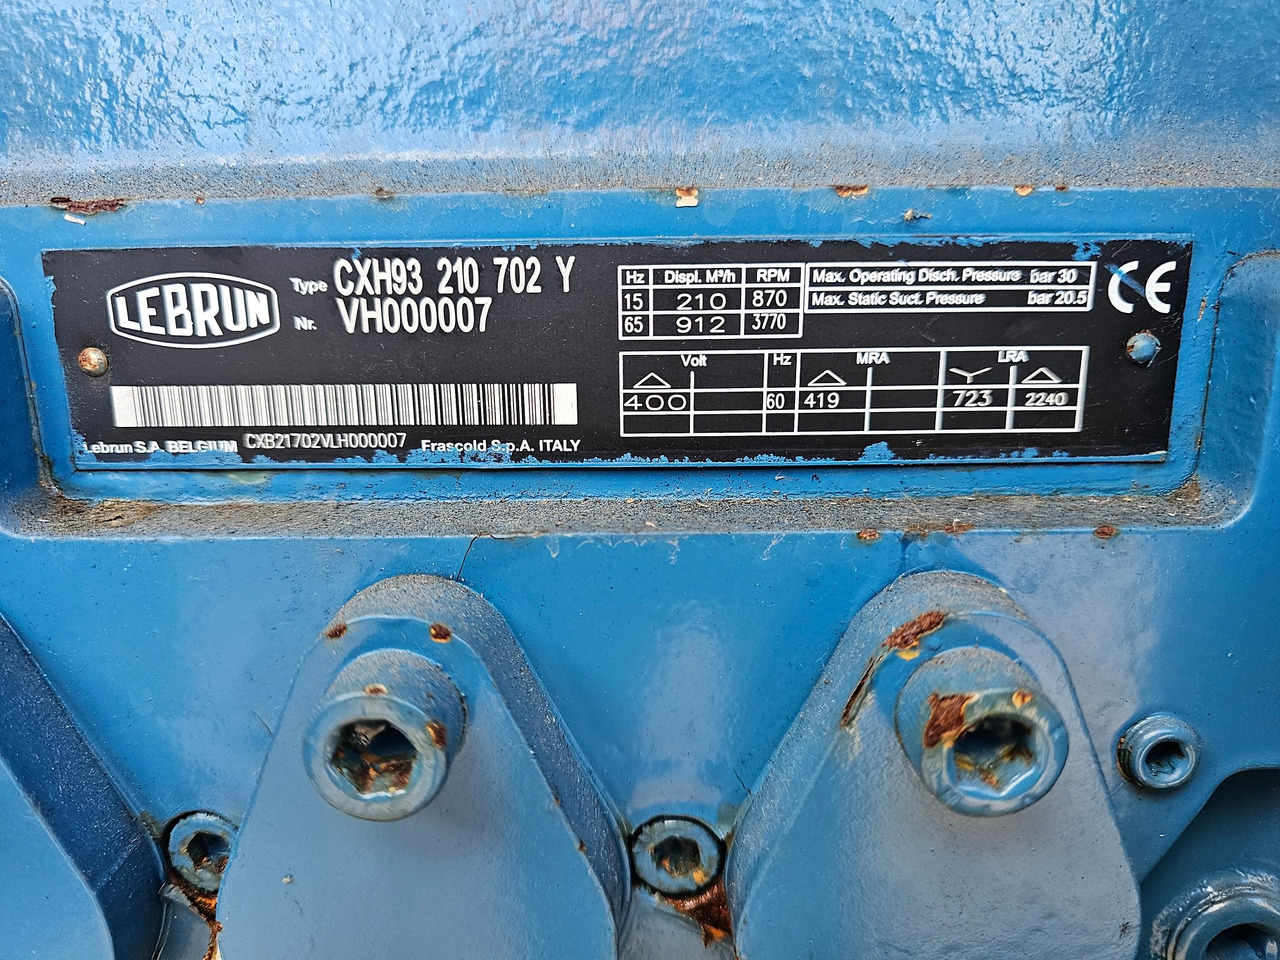 LEBRUN
Type CXH93 210 702 Y
Nr. VH000007
Lebrun S.A. BELGIUM CXB21702VLH000007 Frascold S.p.A. ITALY
Hz Displ. M³/h RPM
15 210 870
65 912 3770
Max. Operating Disch. Pressure bar 30
Max. Static Suct. Pressure bar 20.5
CE
Volt Hz MRA LRA
400 60 419 723 2240